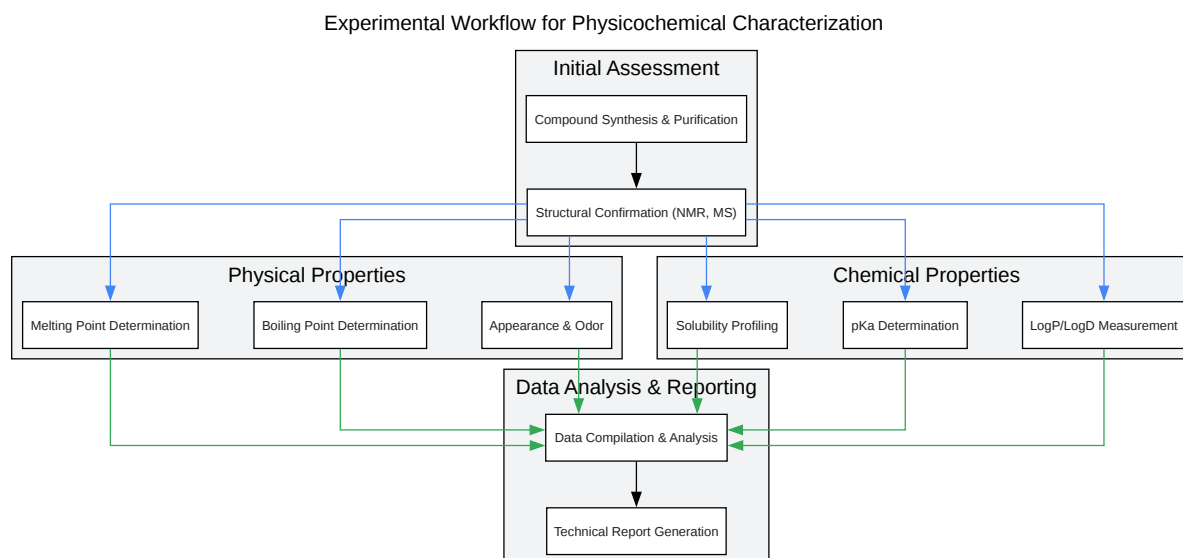 Experimental Workflow for Physicochemical Characterization
Initial Assessment
Compound Synthesis & Purification
Structural Confirmation (NMR, MS)
Physical Properties
Chemical Properties
Melting Point Determination
Boiling Point Determination
Appearance & Odor
Solubility Profiling
pKa Determination
LogP/LogD Measurement
Data Analysis & Reporting
Data Compilation & Analysis
Technical Report Generation